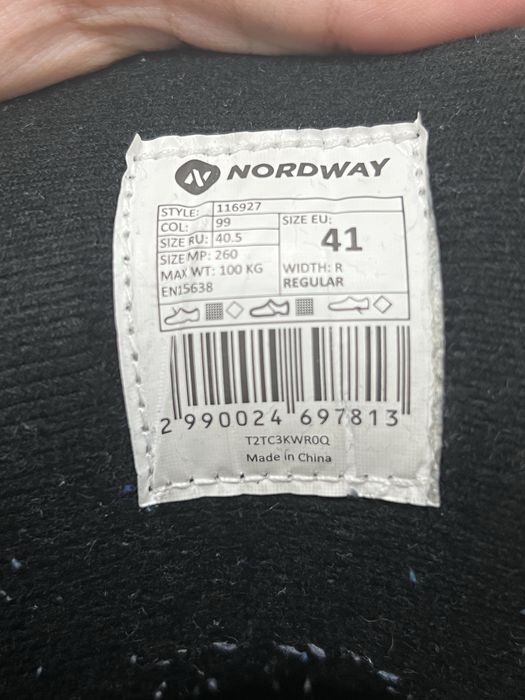 NORDWAY
STYLE: 116927
COL: 99
SIZE RU: 40.5
SIZE MP: 260
MAX WT: 100 KG
EN15638
SIZE EU:
41
WIDTH: R
REGULAR
2 990024 697813
T2TC3KWR0Q
Made in China